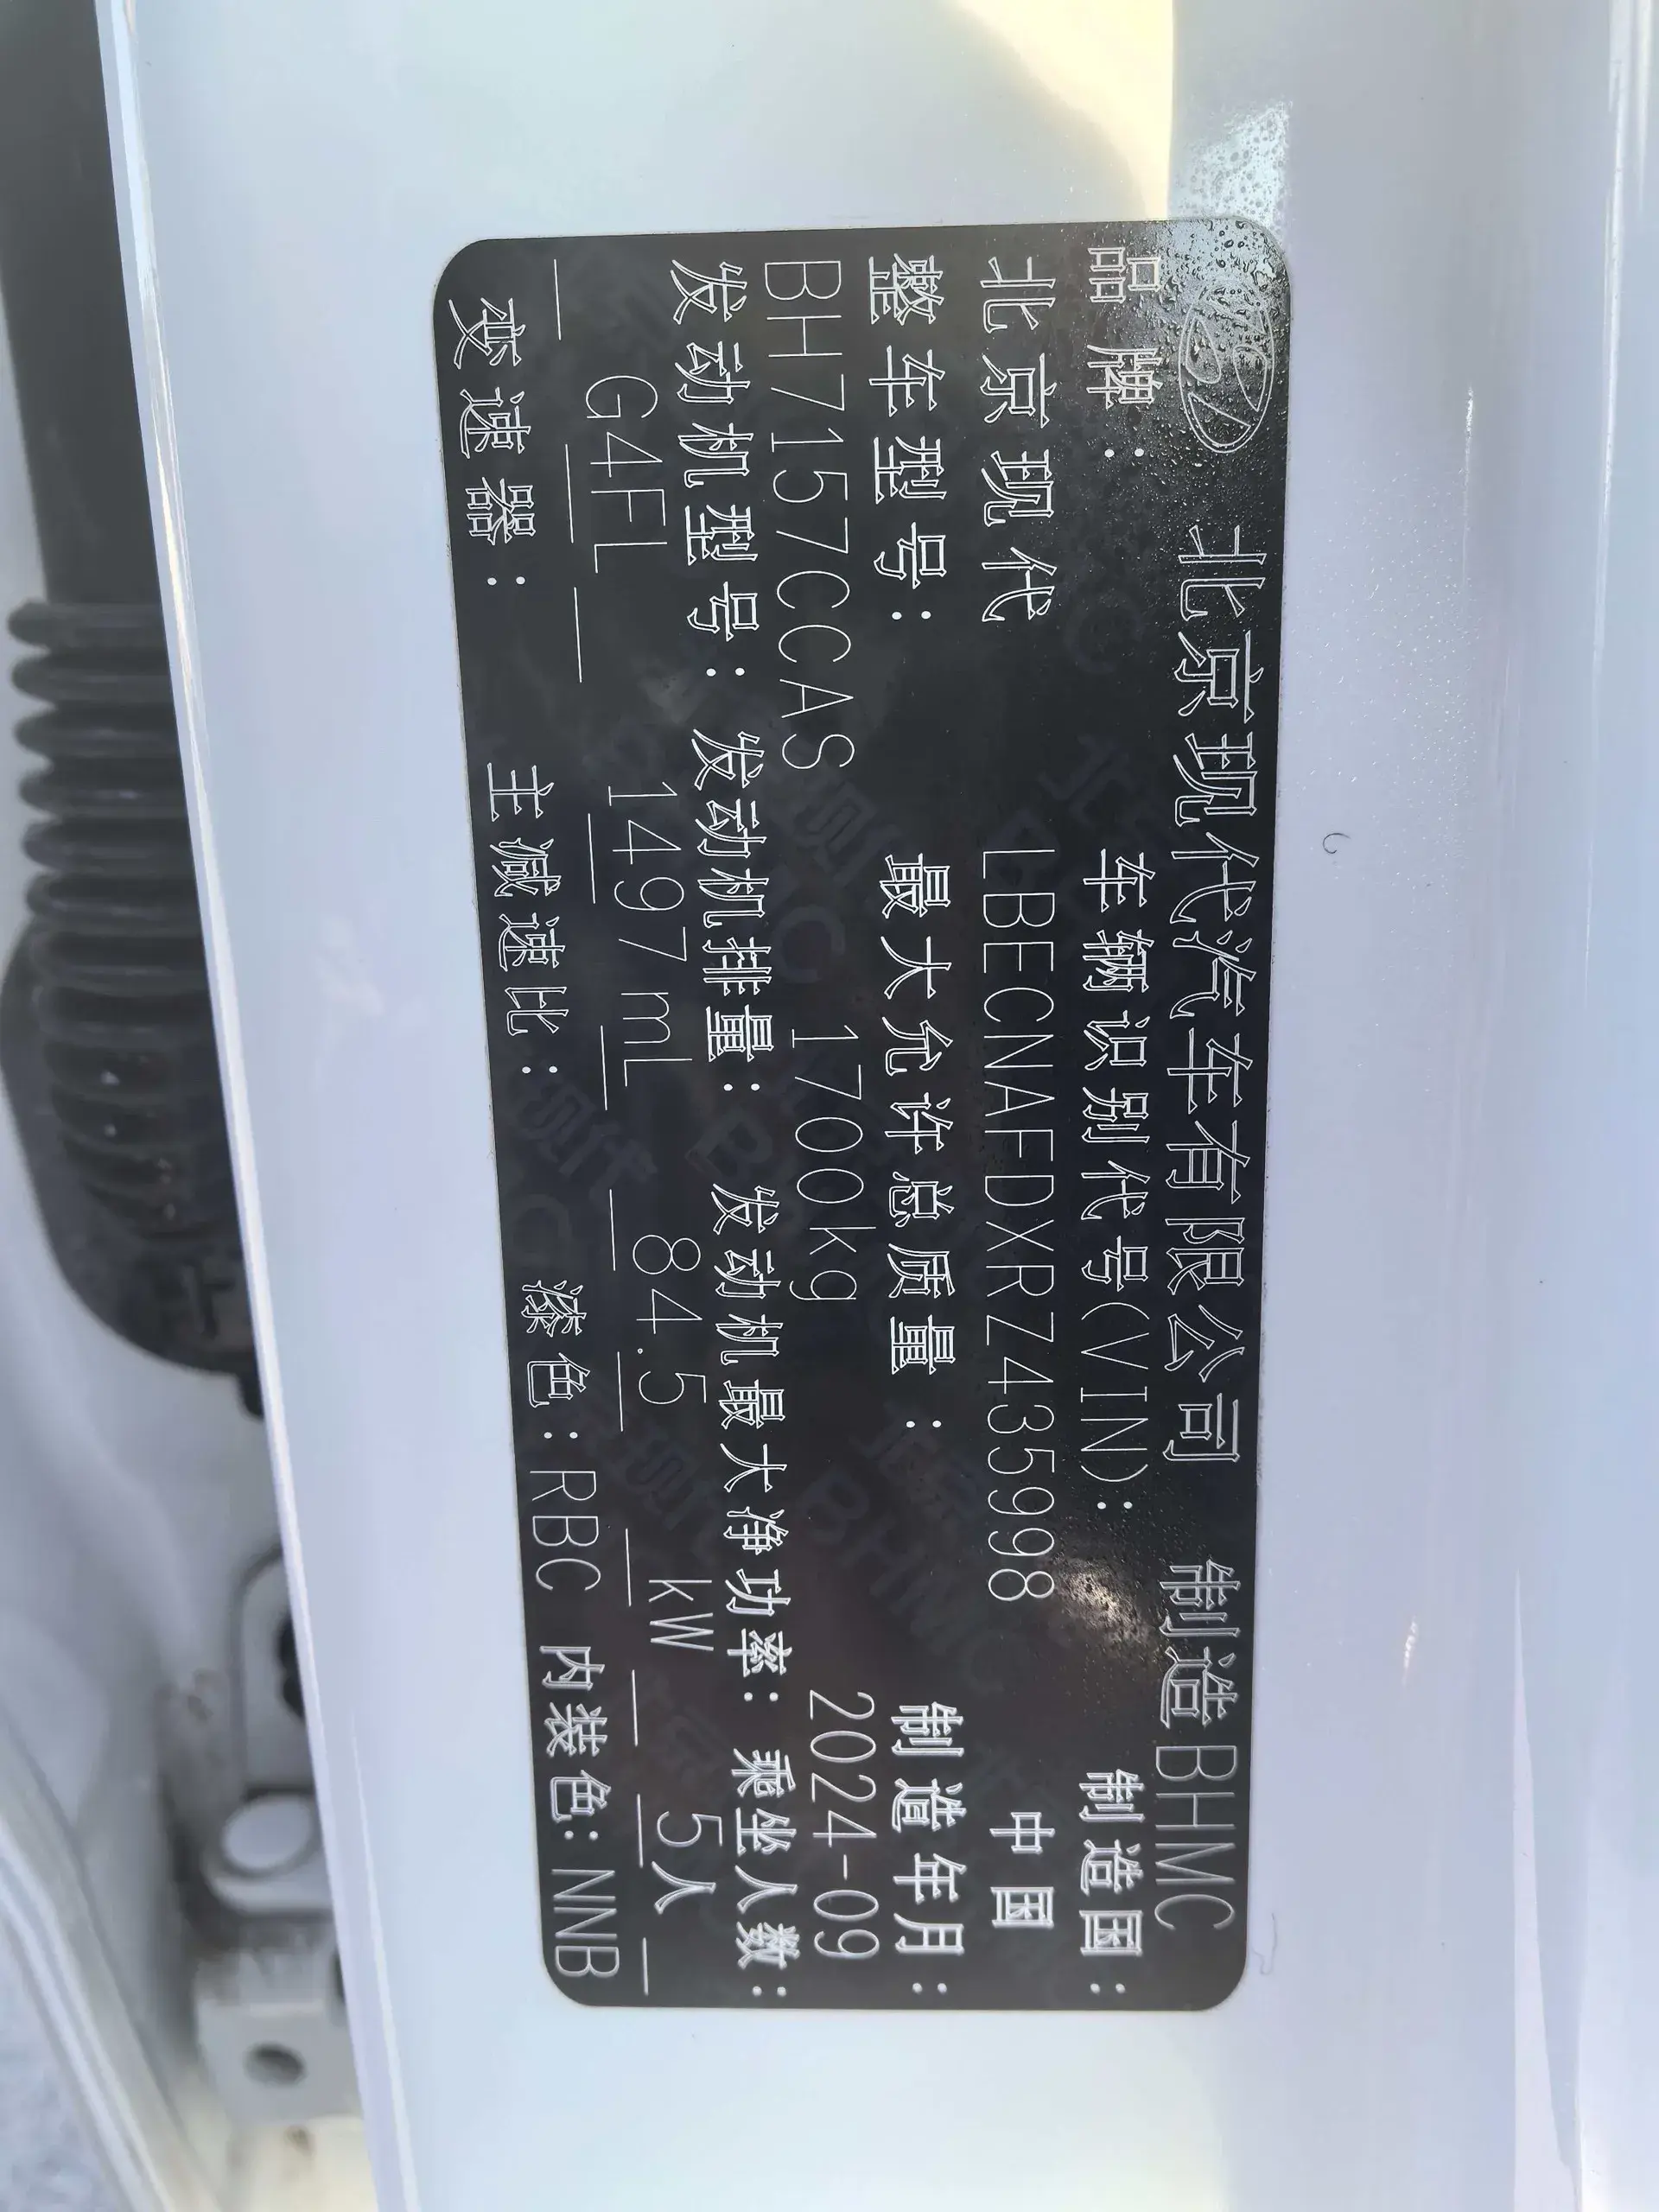 北京现代汽车有限公司 制造 BHMC
品牌: 车辆识别代号(VIN): 制造国:
北京现代 LBECNAFDXRZ435998 中国
整车型号: 最大允许总质量: 制造年月:
BH7157CCAS 1700kg 2024-09
发动机型号: 发动机排量: 发动机最大净功率: 乘坐人数:
G4FL 1497mL 84.5 kW 5人
变速器: 主减速比: 漆色: RBC 内装色: NNB